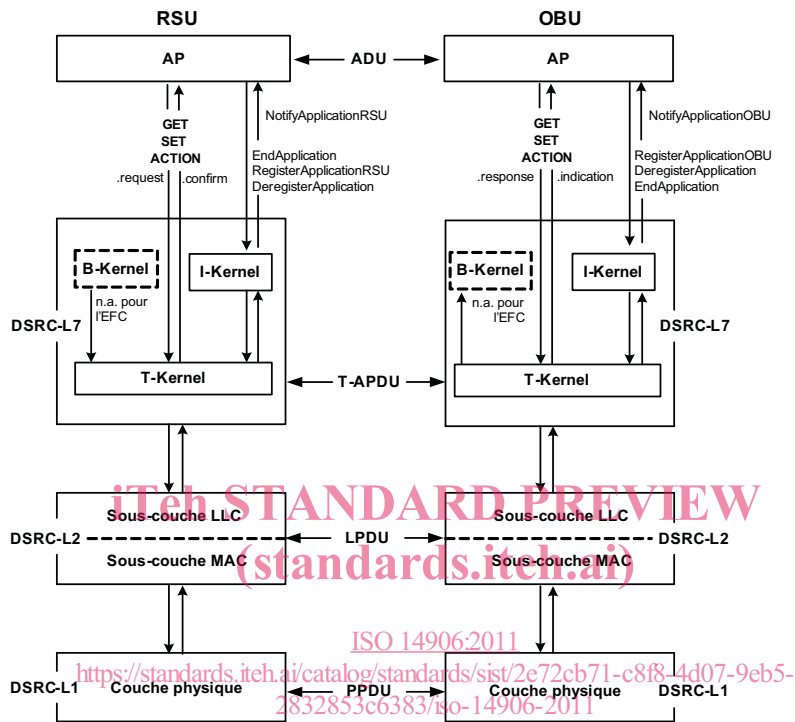 RSU
OBU
AP
ADU
AP
NotifyApplicationRSU
GET
SET
ACTION
.request
.confirm
EndApplication
RegisterApplicationRSU
DeregisterApplication
GET
SET
ACTION
.response
.indication
NotifyApplicationOBU
RegisterApplicationOBU
DeregisterApplication
EndApplication
B-Kernel
I-Kernel
n.a. pour
l'EFC
DSRC-L7
T-Kernel
T-APDU
B-Kernel
I-Kernel
n.a. pour
l'EFC
DSRC-L7
T-Kernel
iTeh STANDARD PREVIEW
Sous-couche LLC
Sous-couche LLC
DSRC-L2
LPDU
DSRC-L2
Sous-couche MAC
Sous-couche MAC
(standards.iteh.ai)
ISO 14906:2011
https://standards.iteh.ai/catalog/standards/sist/2e72cb71-c8f8-4d07-9eb5-
2832853c6383/iso-14906-2011
DSRC-L1
Couche physique
PPDU
Couche physique
DSRC-L1